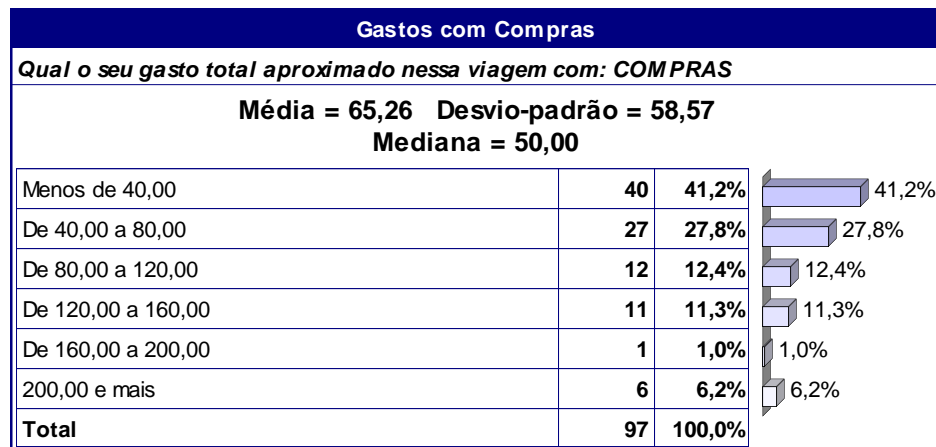 Gastos com Compras
Qual o seu gasto total aproximado nessa viagem com: COMPRAS
Média = 65,26 Desvio-padrão = 58,57
Mediana = 50,00
Menos de 40,00 40 41,2% 41,2%
De 40,00 a 80,00 27 27,8% 27,8%
De 80,00 a 120,00 12 12,4% 12,4%
De 120,00 a 160,00 11 11,3% 11,3%
De 160,00 a 200,00 1 1,0% 1,0%
200,00 e mais 6 6,2% 6,2%
Total 97 100,0%